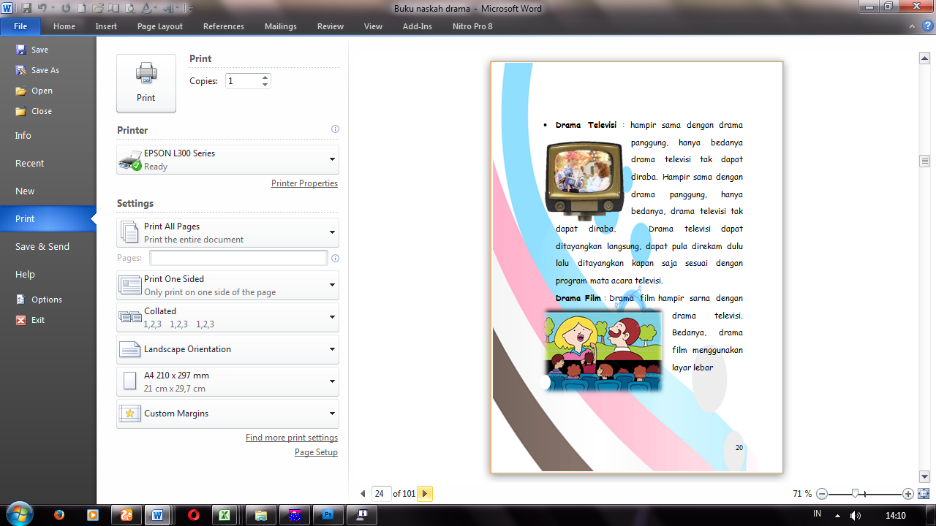 Buku naskah drama - Microsoft Word
File Home Insert Page Layout References Mailings Review View Add-Ins Nitro Pro 8
Save
Save As
Open
Close
Info
Recent
New
Print
Save & Send
Help
Options
Exit
Print
Print
Copies: 1
Printer
EPSON L300 Series
Ready
Printer Properties
Settings
Print All Pages
Print the entire document
Pages:
Print One Sided
Only print on one side of the page
Collated
1,2,3 1,2,3 1,2,3
Landscape Orientation
A4 210 x 297 mm
21 cm x 29,7 cm
Custom Margins
Find more print settings
Page Setup
• Drama Televisi : hampir sama dengan drama
panggung, hanya bedanya
drama televisi tak dapat
diraba. Hampir sama dengan
drama panggung, hanya
bedanya, drama televisi tak
dapat diraba. Drama televisi dapat
ditayangkan langsung, dapat pula direkam dulu
lalu ditayangkan kapan saja sesuai dengan
program mata acara televisi.
Drama Film : Drama film hampir sarna dengan
drama televisi.
Bedanya, drama
film menggunakan
layar lebar
20
24 of 101
71 %
IN 14:10